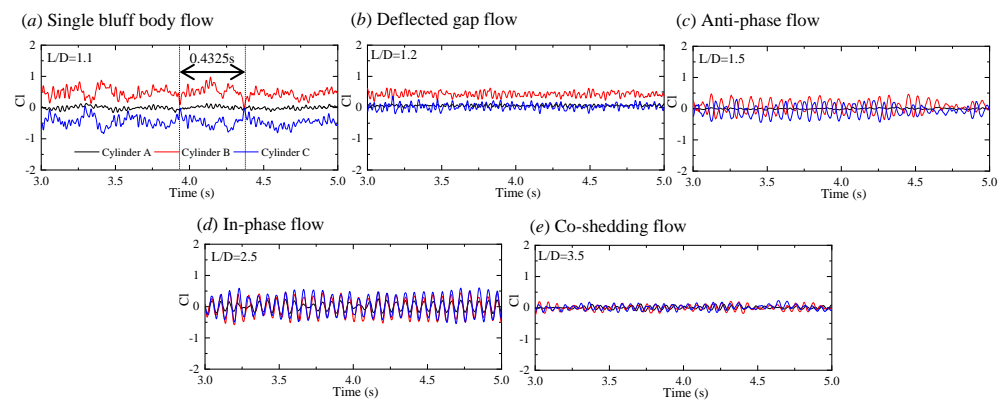 (a) Single bluff body flow
L/D=1.1
0.4325s
2
1
0
-1
-2
Cl
Cylinder A
Cylinder B
Cylinder C
3.0 3.5 4.0 4.5 5.0
Time (s)
(b) Deflected gap flow
L/D=1.2
2
1
0
-1
-2
Cl
3.0 3.5 4.0 4.5 5.0
Time (s)
(c) Anti-phase flow
L/D=1.5
2
1
0
-1
-2
Cl
3.0 3.5 4.0 4.5 5.0
Time (s)
(d) In-phase flow
L/D=2.5
2
1
0
-1
-2
Cl
3.0 3.5 4.0 4.5 5.0
Time (s)
(e) Co-shedding flow
L/D=3.5
2
1
0
-1
-2
Cl
3.0 3.5 4.0 4.5 5.0
Time (s)